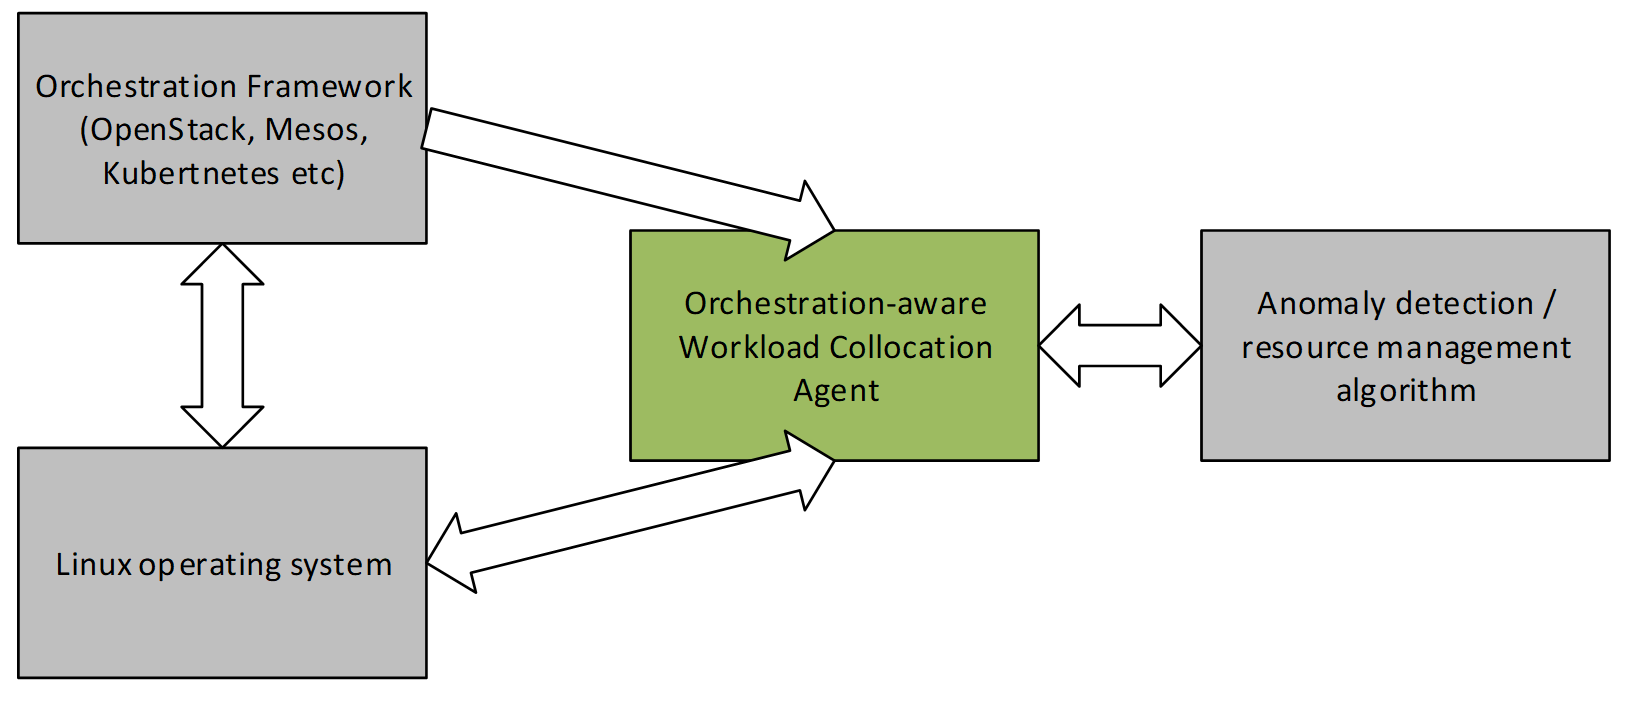 Orchestration Framework
(OpenStack, Mesos,
Kubertnetes etc)
Orchestration-aware
Workload Collocation
Agent
Anomaly detection /
resource management
algorithm
Linux operating system